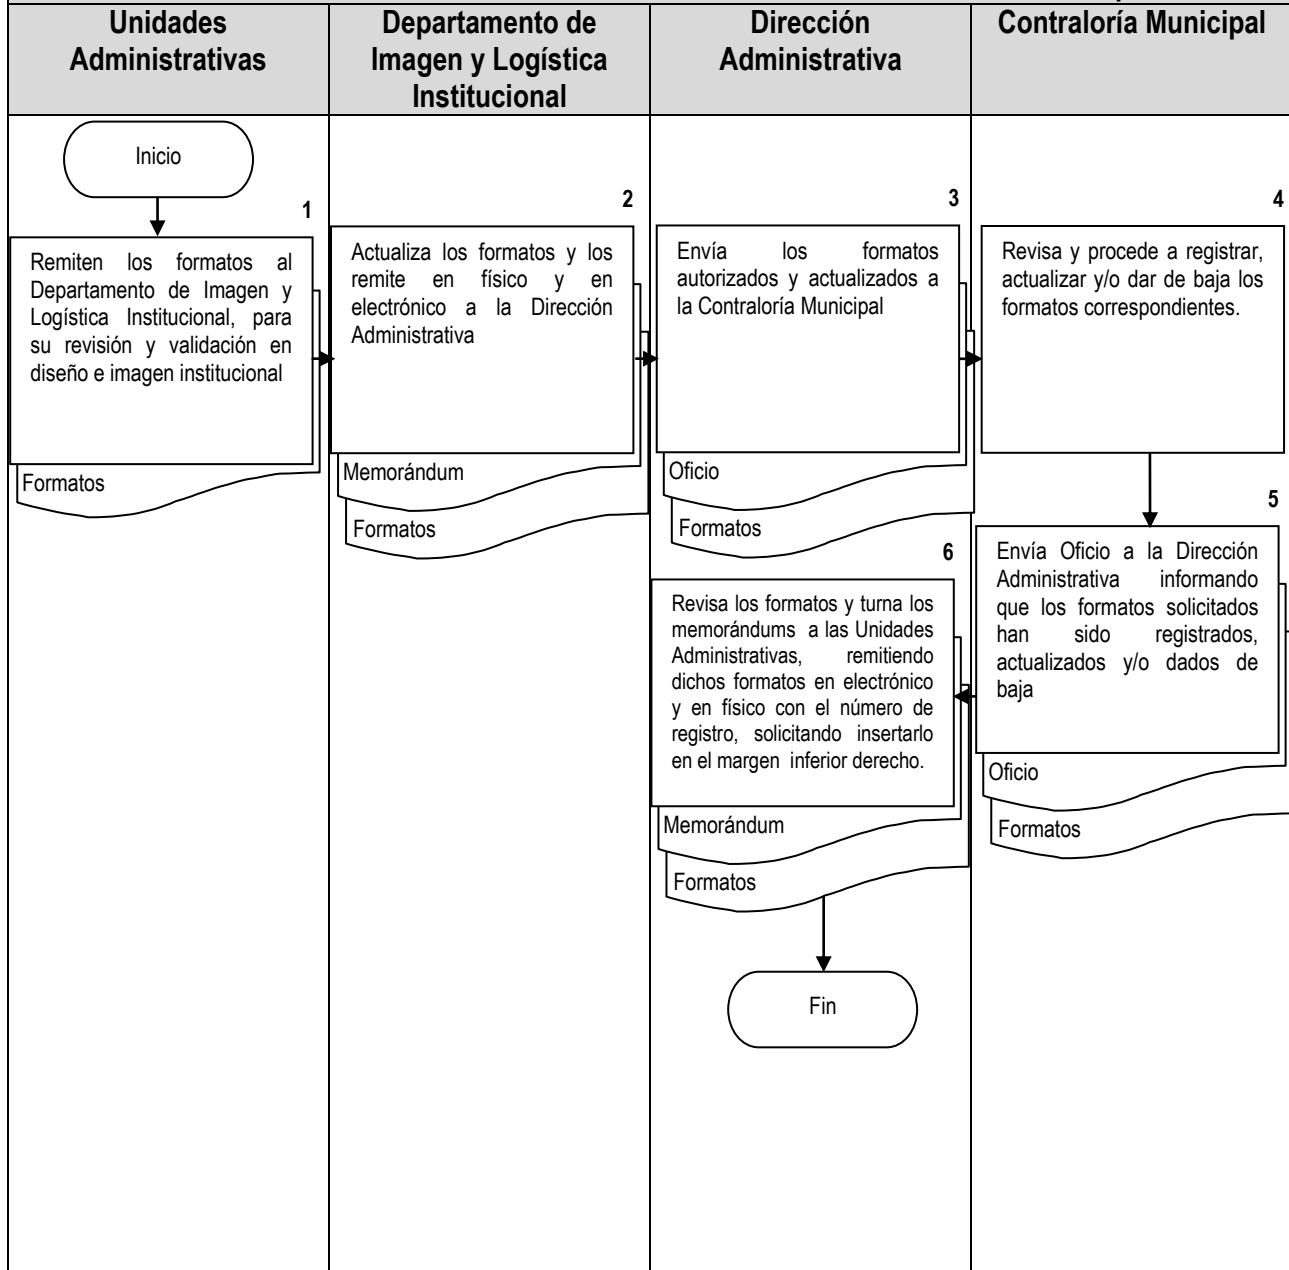 Unidades
Administrativas
Departamento de
Imagen y Logística
Institucional
Dirección
Administrativa
Contraloría Municipal
Inicio
1
Remiten los formatos al
Departamento de Imagen y
Logística Institucional, para
su revisión y validación en
diseño e imagen institucional
Formatos
2
Actualiza los formatos y los
remite en físico y en
electrónico a la Dirección
Administrativa
Memorándum
Formatos
3
Envía los formatos
autorizados y actualizados a
la Contraloría Municipal
Oficio
Formatos
4
Revisa y procede a registrar,
actualizar y/o dar de baja los
formatos correspondientes.
5
Envía Oficio a la Dirección
Administrativa informando
que los formatos solicitados
han sido registrados,
actualizados y/o dados de
baja
Oficio
Formatos
6
Revisa los formatos y turna los
memorándums a las Unidades
Administrativas, remitiendo
dichos formatos en electrónico
y en físico con el número de
registro, solicitando insertarlo
en el margen inferior derecho.
Memorándum
Formatos
Fin